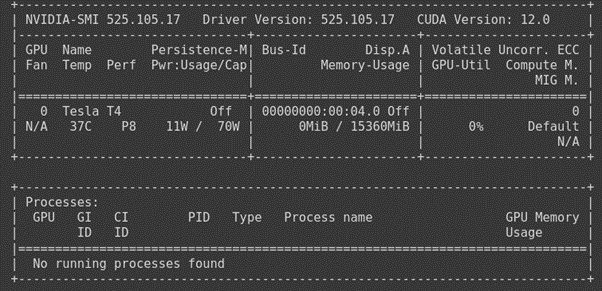 +-----------------------------------------------------------------------------+
| NVIDIA-SMI 525.105.17   Driver Version: 525.105.17   CUDA Version: 12.0     |
|-------------------------------+----------------------+----------------------+
| GPU  Name        Persistence-M| Bus-Id        Disp.A | Volatile Uncorr. ECC |
| Fan  Temp  Perf  Pwr:Usage/Cap|         Memory-Usage | GPU-Util  Compute M. |
|                               |                      |               MIG M. |
|===============================+======================+======================|
|   0  Tesla T4            Off  | 00000000:00:04.0 Off |                    0 |
| N/A   37C    P8    11W /  70W |      0MiB / 15360MiB |      0%      Default |
|                               |                      |                  N/A |
+-------------------------------+----------------------+----------------------+
+-----------------------------------------------------------------------------+
| Processes:                                                                  |
|  GPU   GI   CI        PID   Type   Process name                  GPU Memory |
|        ID   ID                                                   Usage      |
|=============================================================================|
|  No running processes found                                                 |
+-----------------------------------------------------------------------------+